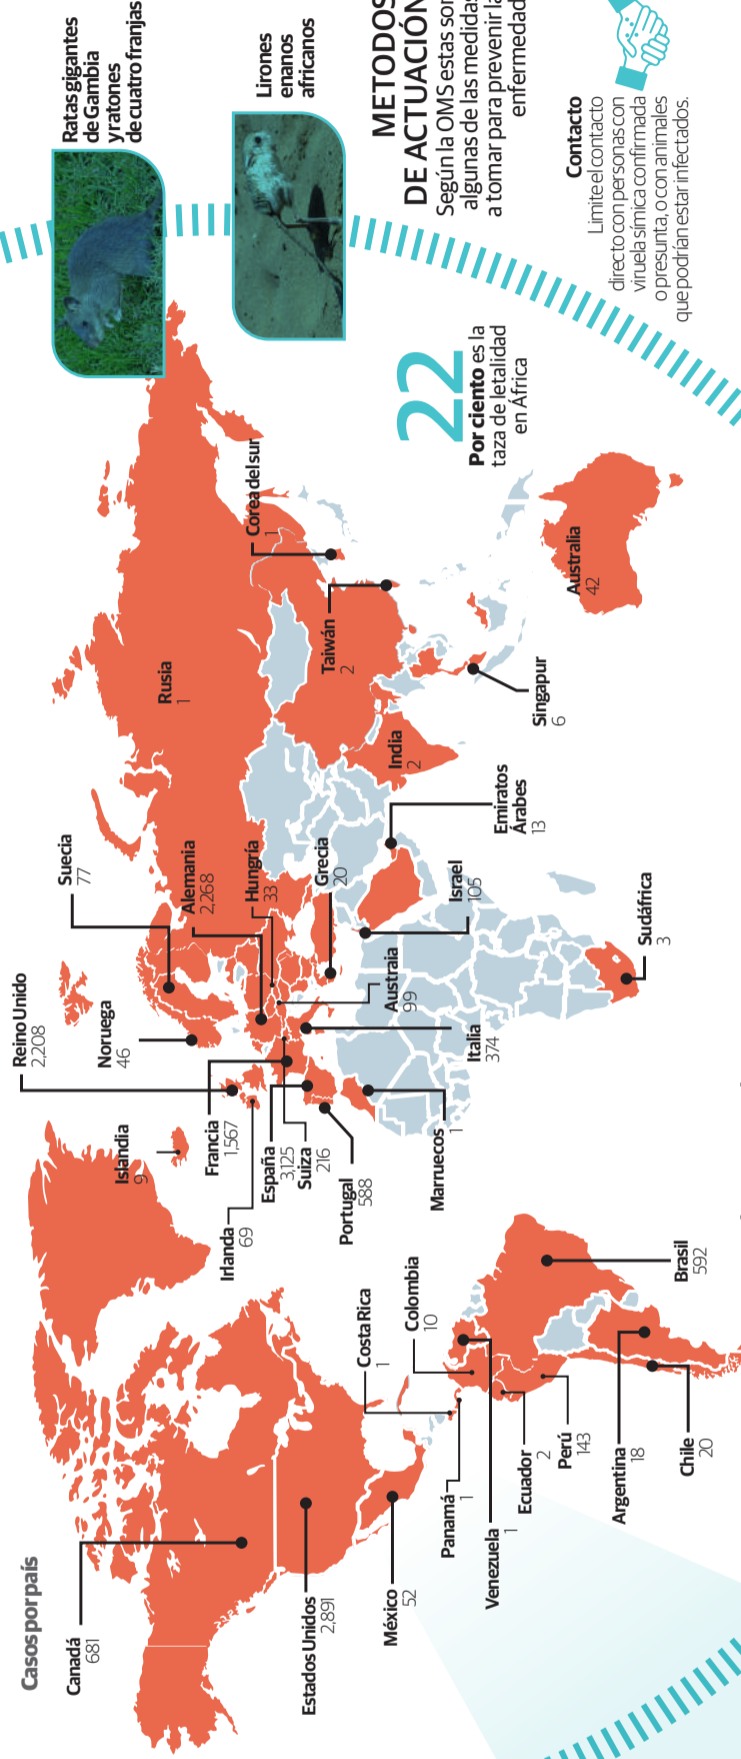 Casos por país
Canadá
681
Estados Unidos
2,891
México
52
Panamá
1
Venezuela
1
Ecuador
2
Perú
143
Argentina
18
Chile
20
Brasil
592
Colombia
10
Costa Rica
1
Islandia
9
Irlanda
69
Reino Unido
2,208
Noruega
46
Francia
1,567
España
3,125
Suiza
216
Portugal
588
Marruecos
1
Italia
374
Australia
99
Suecia
77
Alemania
2,268
Hungría
33
Grecia
20
Israel
105
Emiratos
Árabes
13
Sudáfrica
3
Rusia
1
India
2
Singapur
6
Taiwán
2
Corea del sur
1
Australia
42
Ratas gigantes
de Gambia
y ratones
de cuatro franjas
Lirones
enanos
africanos
22
Por ciento es la
taza de letalidad
en África
METODOS
DE ACTUACIÓN
Según la OMS estas son
algunas de las medidas
a tomar para prevenir la
enfermedad
Contacto
Limite el contacto
directo con personas con
viruela símica confirmada
o presunta, o con animales
que podrían estar infectados.